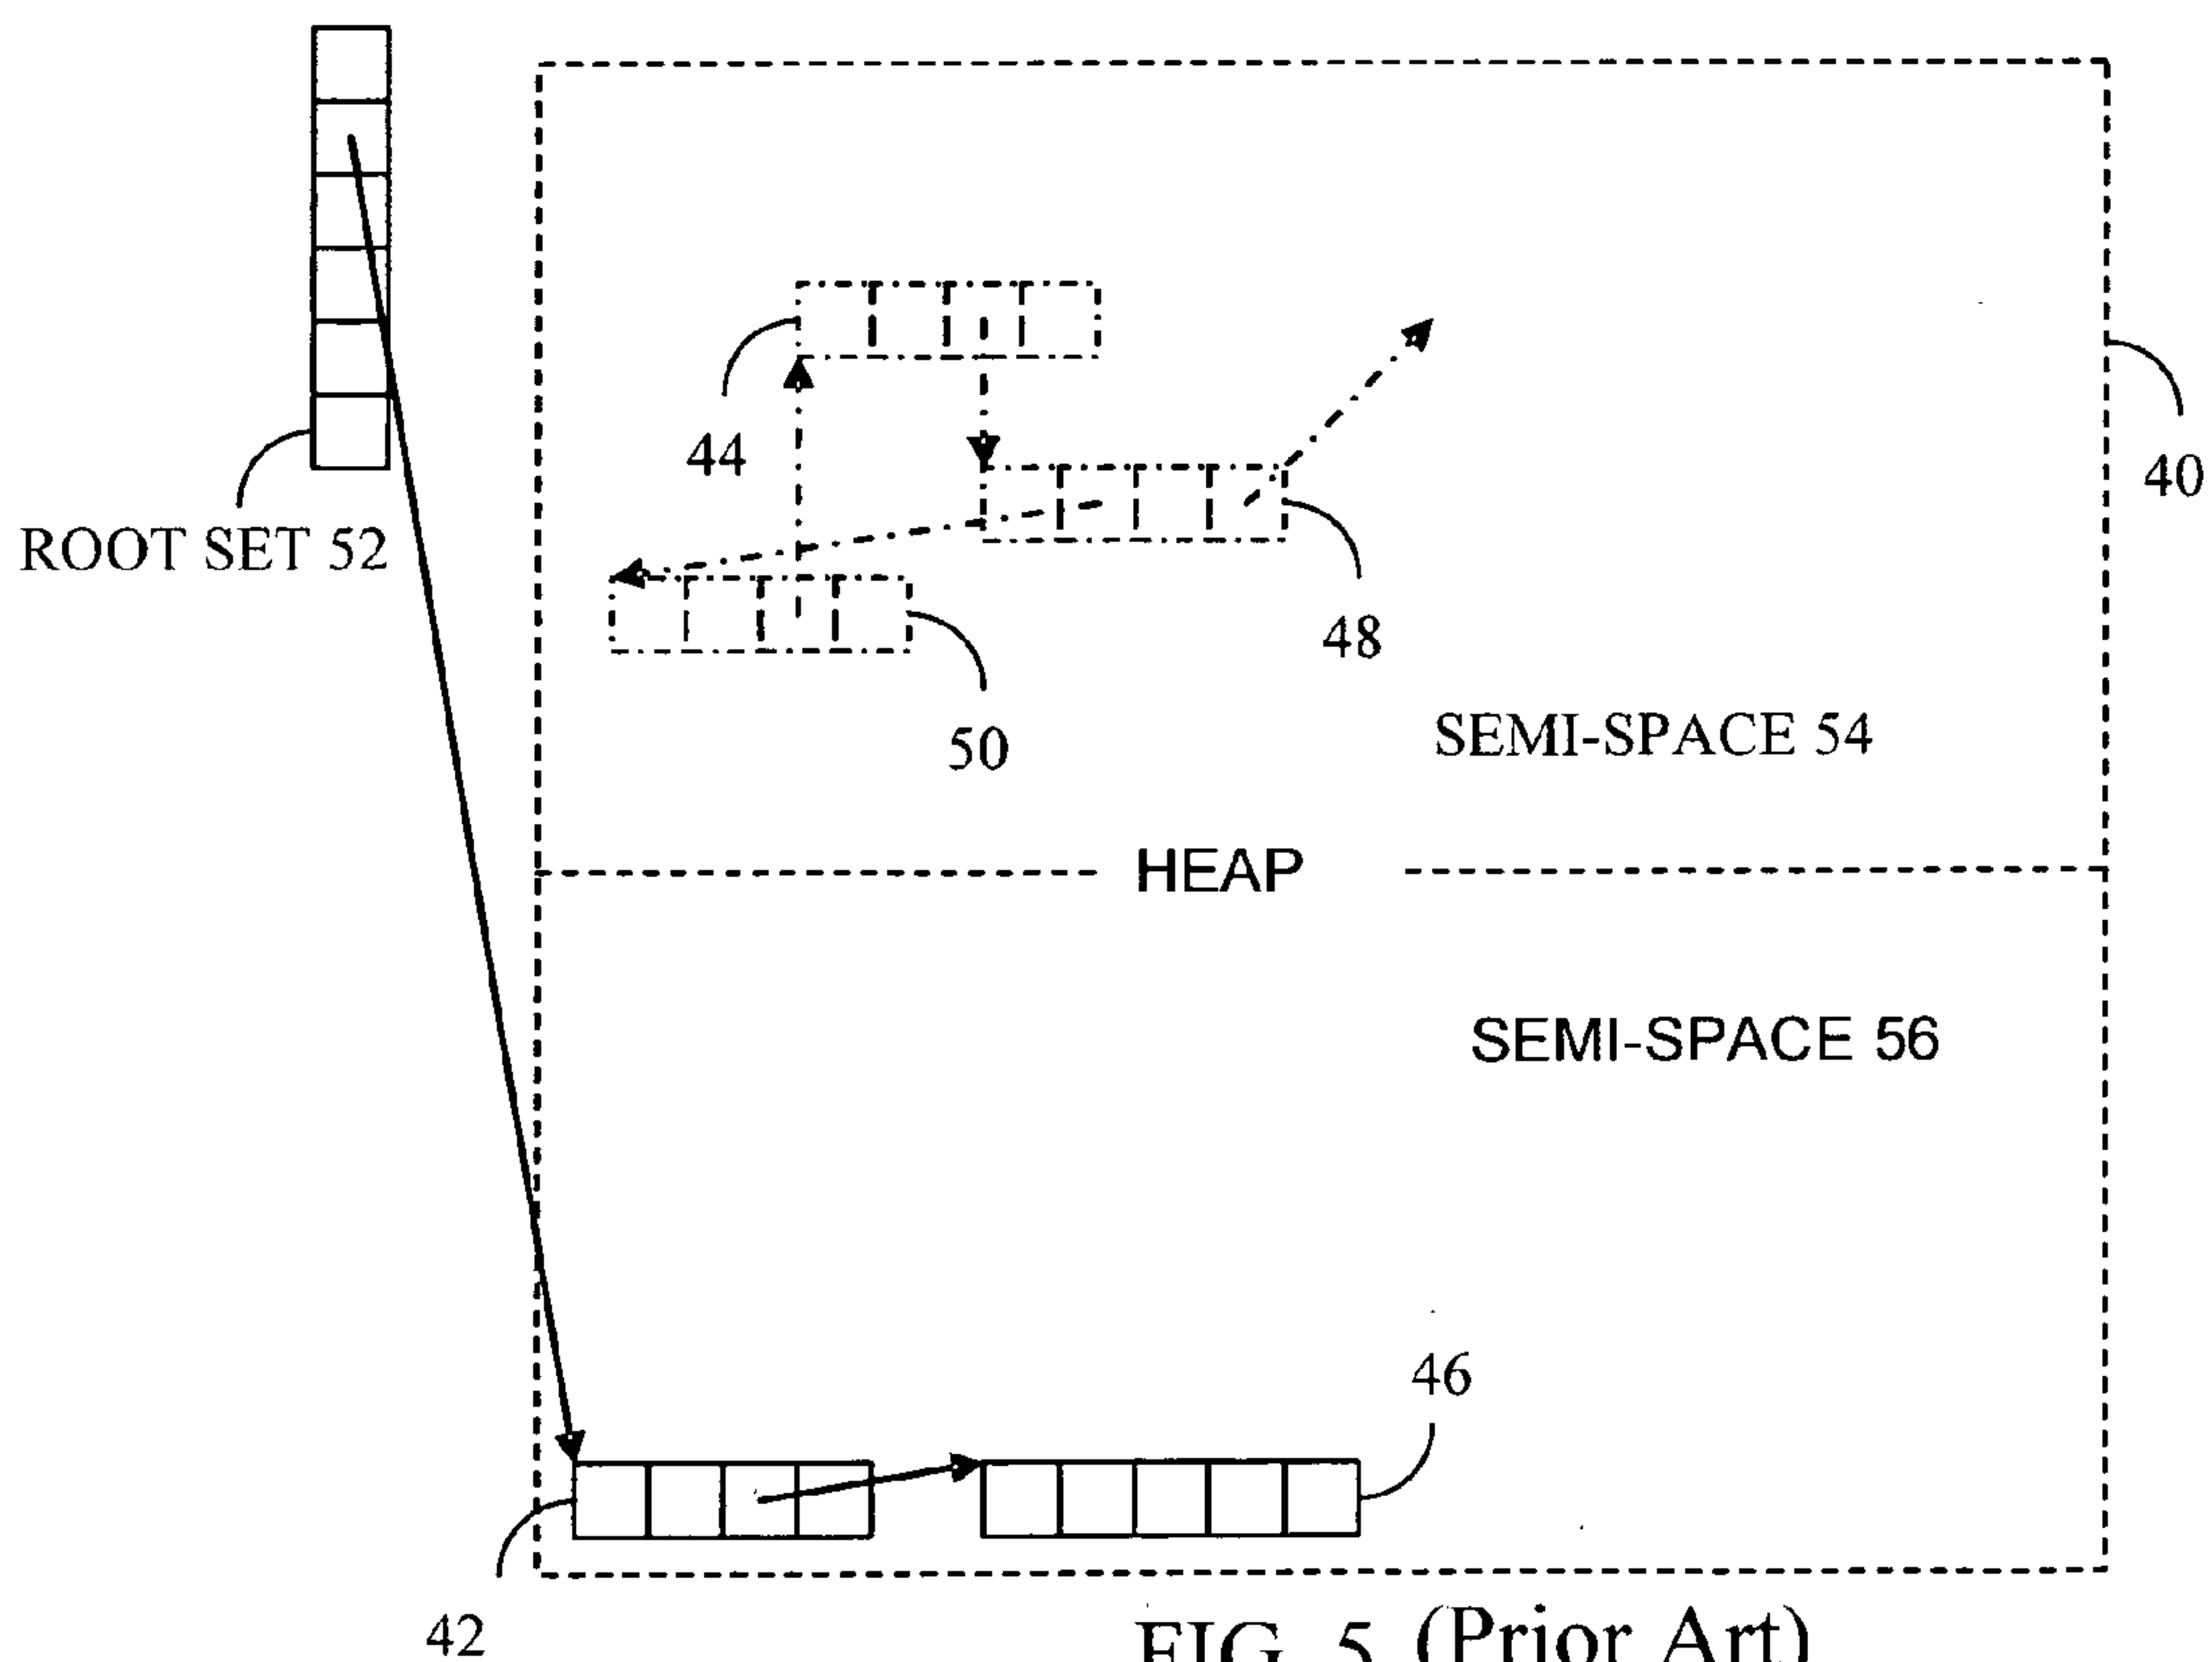 44
40
ROOT SET 52
48
50
SEMI-SPACE 54
HEAP
SEMI-SPACE 56
46
42
FIG. 5 (Prior Art)